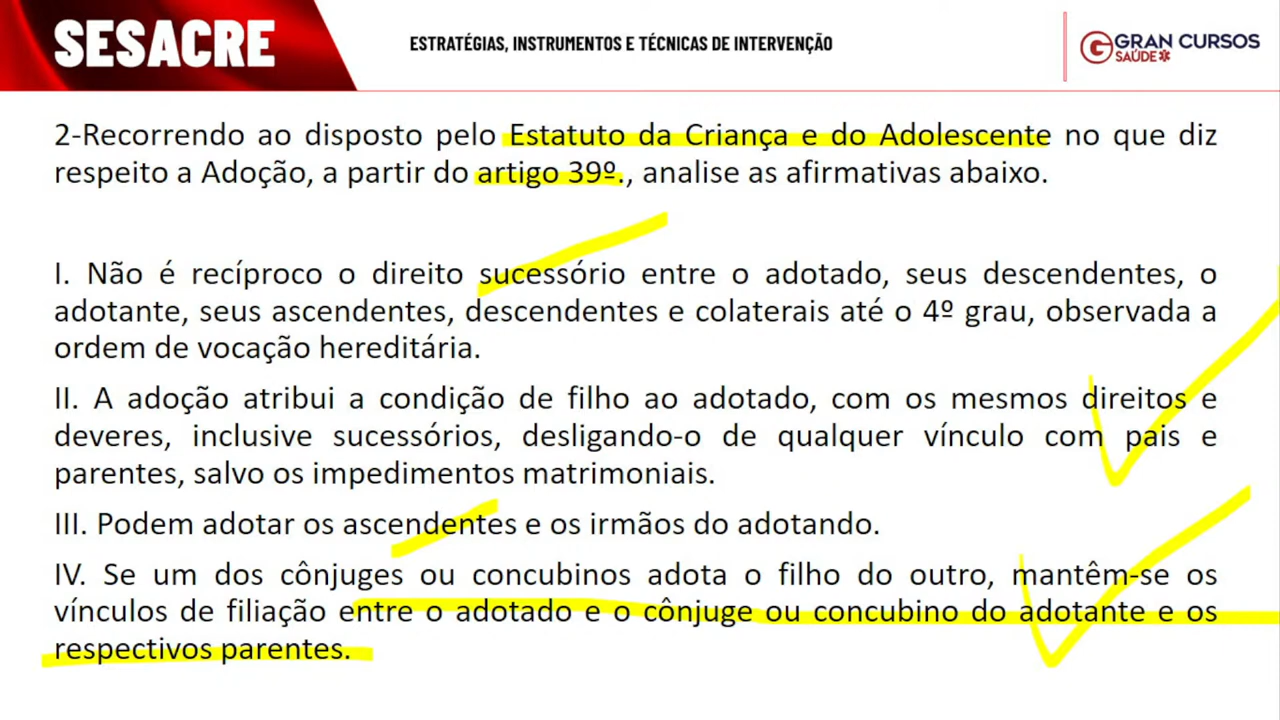 SESACRE
ESTRATÉGIAS, INSTRUMENTOS E TÉCNICAS DE INTERVENÇÃO
GRAN CURSOS
SAÚDE
2-Recorrendo ao disposto pelo Estatuto da Criança e do Adolescente no que diz
respeito a Adoção, a partir do artigo 39º., analise as afirmativas abaixo.
I. Não é recíproco o direito sucessório entre o adotado, seus descendentes, o
adotante, seus ascendentes, descendentes e colaterais até o 4º grau, observada a
ordem de vocação hereditária.
II. A adoção atribui a condição de filho ao adotado, com os mesmos direitos e
deveres, inclusive sucessórios, desligando-o de qualquer vínculo com pais e
parentes, salvo os impedimentos matrimoniais.
III. Podem adotar os ascendentes e os irmãos do adotando.
IV. Se um dos cônjuges ou concubinos adota o filho do outro, mantêm-se os
vínculos de filiação entre o adotado e o cônjuge ou concubino do adotante e os
respectivos parentes.